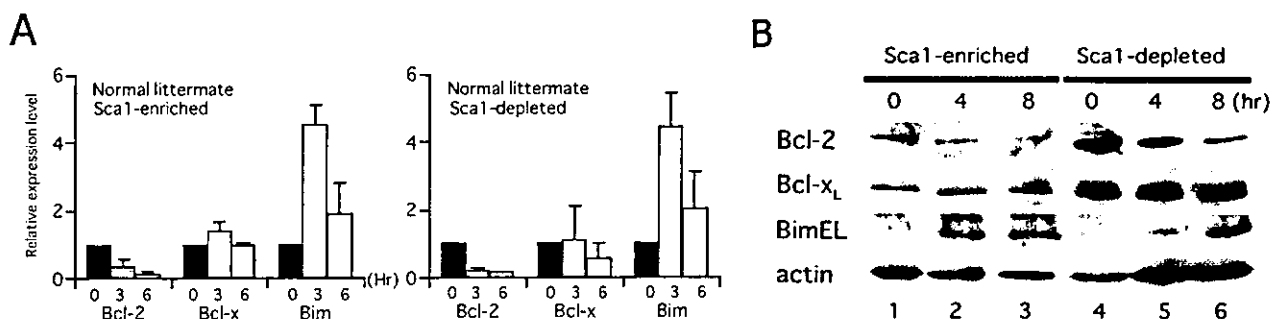 A
Relative expression level
6
4
2
0
Normal littermate
Sca1-enriched
0 3 6 0 3 6 0 3 6 (Hr)
Bcl-2 Bcl-x Bim
6
4
2
0
Normal littermate
Sca1-depleted
0 3 6 0 3 6 0 3 6
Bcl-2 Bcl-x Bim
B
Sca1-enriched Sca1-depleted
0 4 8 0 4 8 (hr)
Bcl-2
Bcl-xL
BimEL
actin
1 2 3 4 5 6